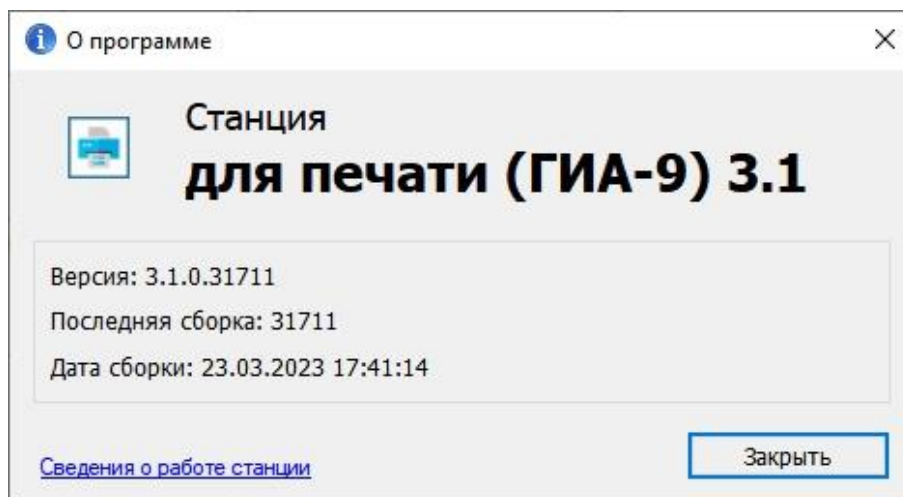 О программе
Станция
для печати (ГИА-9) 3.1
Версия: 3.1.0.31711
Последняя сборка: 31711
Дата сборки: 23.03.2023 17:41:14
Сведения о работе станции
Закрыть